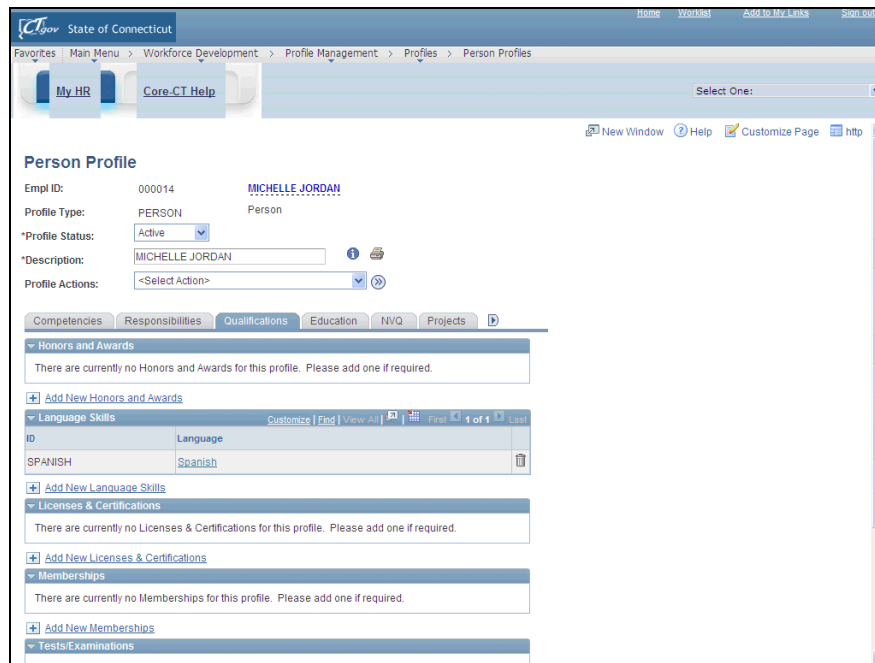 Home Worklist Add to My Links Sign out
CT.gov State of Connecticut
Favorites Main Menu > Workforce Development > Profile Management > Profiles > Person Profiles
My HR Core-CT Help
Select One:
New Window Help Customize Page http
Person Profile
Empl ID: 000014 MICHELLE JORDAN
Profile Type: PERSON Person
*Profile Status: Active
*Description: MICHELLE JORDAN
Profile Actions: <Select Action>
Competencies Responsibilities Qualifications Education NVQ Projects
Honors and Awards
There are currently no Honors and Awards for this profile. Please add one if required.
Add New Honors and Awards
Language Skills Customize | Find | View All | | First 1 of 1 Last
ID Language
SPANISH Spanish
Add New Language Skills
Licenses & Certifications
There are currently no Licenses & Certifications for this profile. Please add one if required.
Add New Licenses & Certifications
Memberships
There are currently no Memberships for this profile. Please add one if required.
Add New Memberships
Tests/Examinations